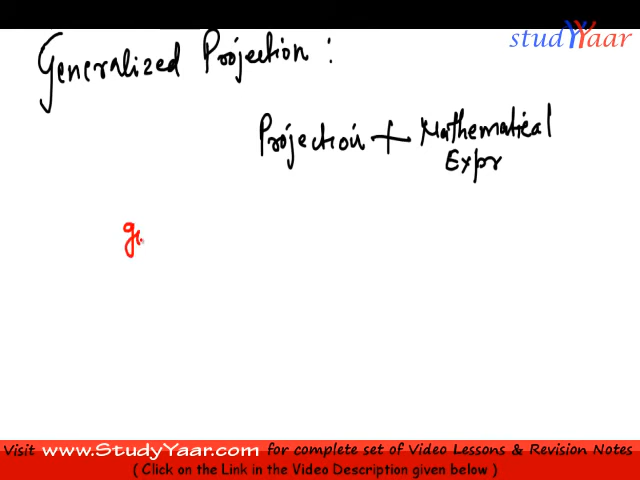 studYYaar
Generalized Projection :
Projection + Mathematical
Expr
Visit www.StudyYaar.com for complete set of Video Lessons & Revision Notes
( Click on the Link in the Video Description given below )